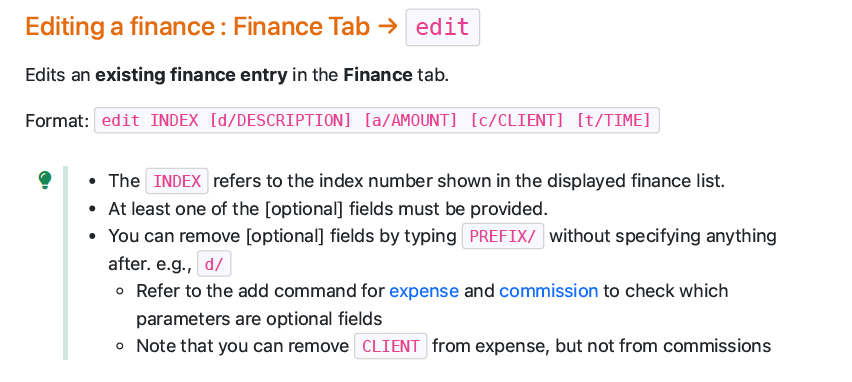 Editing a finance : Finance Tab → edit
Edits an existing finance entry in the Finance tab.
Format: edit INDEX [d/DESCRIPTION] [a/AMOUNT] [c/CLIENT] [t/TIME]
• The INDEX refers to the index number shown in the displayed finance list.
• At least one of the [optional] fields must be provided.
• You can remove [optional] fields by typing PREFIX/ without specifying anything
after. e.g., d/
◦ Refer to the add command for expense and commission to check which
parameters are optional fields
◦ Note that you can remove CLIENT from expense, but not from commissions